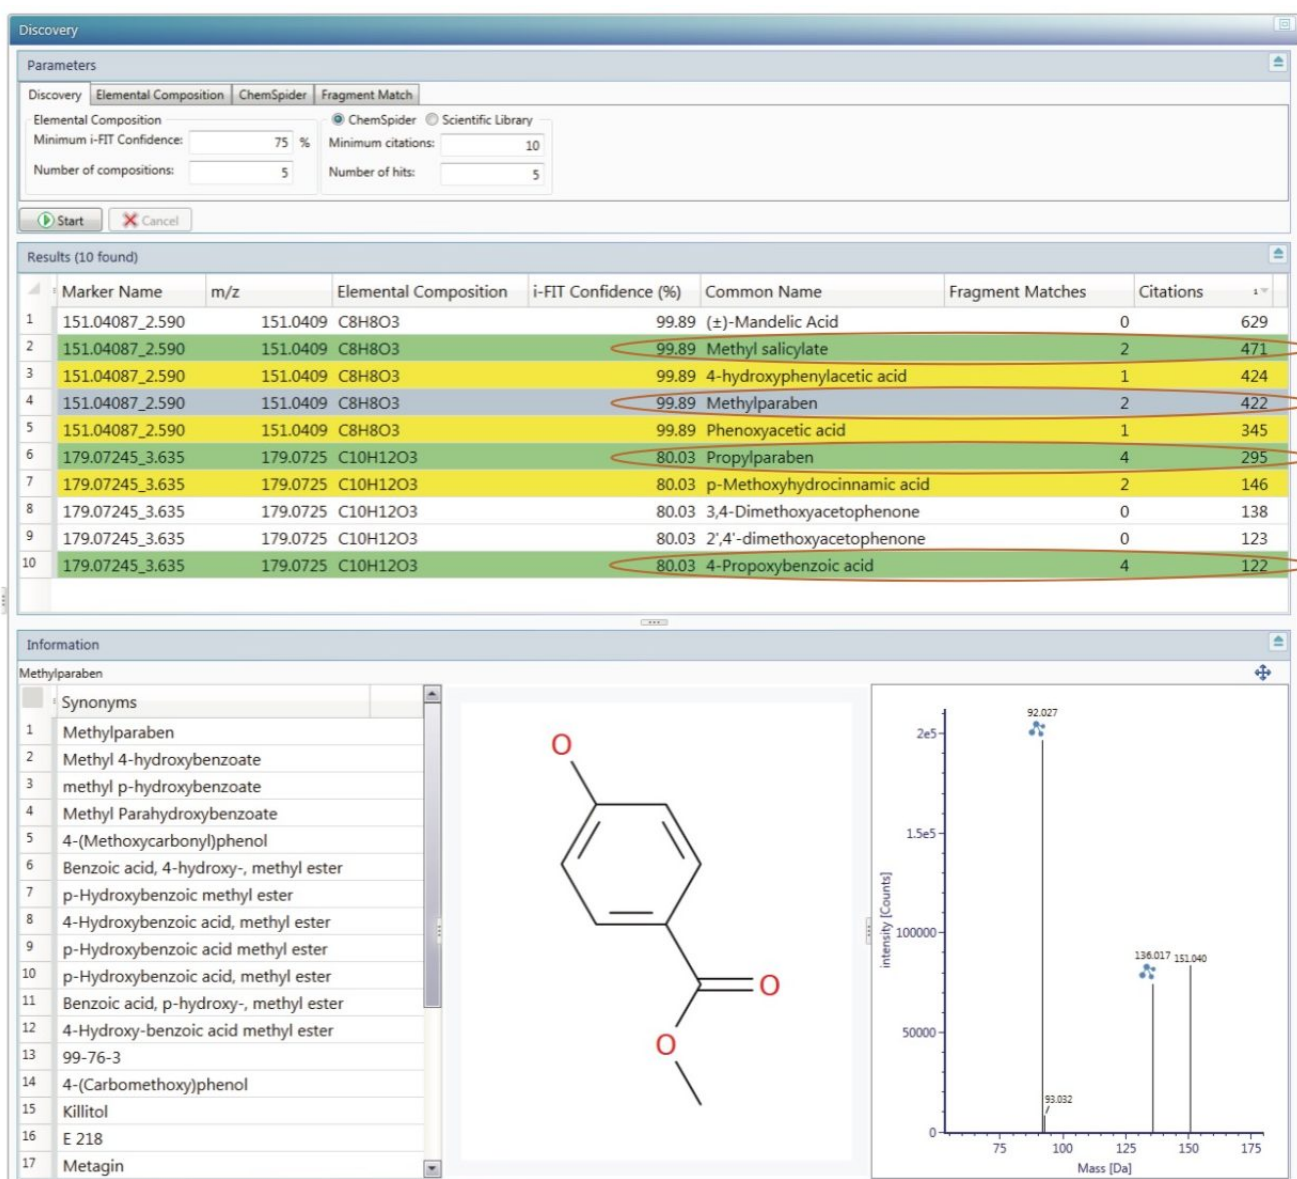 Discovery
Parameters
Discovery Elemental Composition ChemSpider Fragment Match
Elemental Composition ChemSpider Scientific Library
Minimum i-FIT Confidence: 75 % Minimum citations: 10
Number of compositions: 5 Number of hits: 5
Start Cancel
Results (10 found)
Marker Name m/z Elemental Composition i-FIT Confidence (%) Common Name Fragment Matches Citations 1
1 151.04087_2.590 151.0409 C8H8O3 99.89 (±)-Mandelic Acid 0 629
2 151.04087_2.590 151.0409 C8H8O3 99.89 Methyl salicylate 2 471
3 151.04087_2.590 151.0409 C8H8O3 99.89 4-hydroxyphenylacetic acid 1 424
4 151.04087_2.590 151.0409 C8H8O3 99.89 Methylparaben 2 422
5 151.04087_2.590 151.0409 C8H8O3 99.89 Phenoxyacetic acid 1 345
6 179.07245_3.635 179.0725 C10H12O3 80.03 Propylparaben 4 295
7 179.07245_3.635 179.0725 C10H12O3 80.03 p-Methoxyhydrocinnamic acid 2 146
8 179.07245_3.635 179.0725 C10H12O3 80.03 3,4-Dimethoxyacetophenone 0 138
9 179.07245_3.635 179.0725 C10H12O3 80.03 2',4'-dimethoxyacetophenone 0 123
10 179.07245_3.635 179.0725 C10H12O3 80.03 4-Propoxybenzoic acid 4 122
Information
Methylparaben
Synonyms
1 Methylparaben
2 Methyl 4-hydroxybenzoate
3 methyl p-hydroxybenzoate
4 Methyl Parahydroxybenzoate
5 4-(Methoxycarbonyl)phenol
6 Benzoic acid, 4-hydroxy-, methyl ester
7 p-Hydroxybenzoic methyl ester
8 4-Hydroxybenzoic acid, methyl ester
9 p-Hydroxybenzoic acid methyl ester
10 p-Hydroxybenzoic acid, methyl ester
11 Benzoic acid, p-hydroxy-, methyl ester
12 4-Hydroxy-benzoic acid methyl ester
13 99-76-3
14 4-(Carbomethoxy)phenol
15 Killitol
16 E 218
17 Metagin
O
O
O
92.027
2e5
1.5e5
intensity [Counts]
100000
136.017 151.040
50000
93.032
0
75 100 125 150 175
Mass [Da]